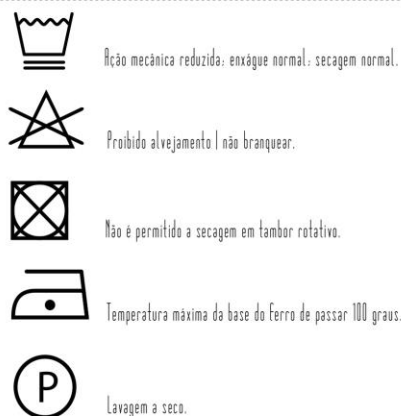 Ação mecânica reduzida: enxágue normal: secagem normal.
Proibido alvejamento | não branquear.
Não é permitido a secagem em tambor rotativo.
Temperatura máxima da base do ferro de passar 100 graus.
P
Lavagem a seco.